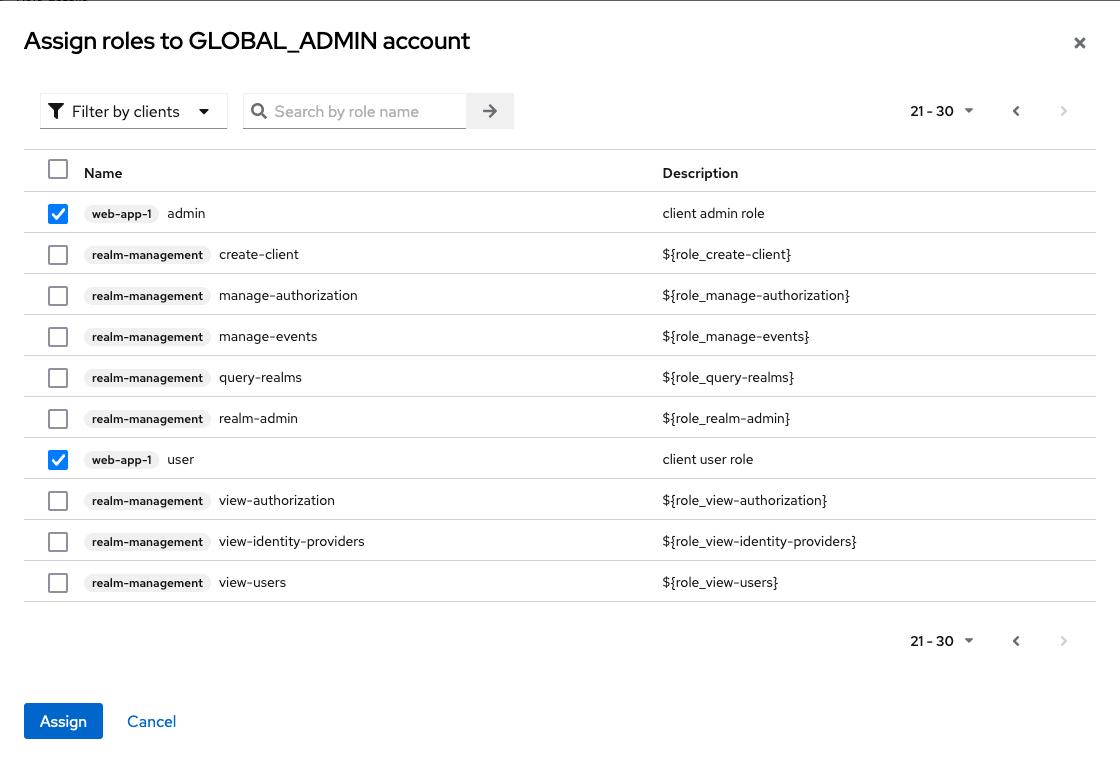 Assign roles to GLOBAL_ADMIN account
Filter by clients
Search by role name
21 - 30
Name Description
web-app-1 admin client admin role
realm-management create-client ${role_create-client}
realm-management manage-authorization ${role_manage-authorization}
realm-management manage-events ${role_manage-events}
realm-management query-realms ${role_query-realms}
realm-management realm-admin ${role_realm-admin}
web-app-1 user client user role
realm-management view-authorization ${role_view-authorization}
realm-management view-identity-providers ${role_view-identity-providers}
realm-management view-users ${role_view-users}
21 - 30
Assign Cancel